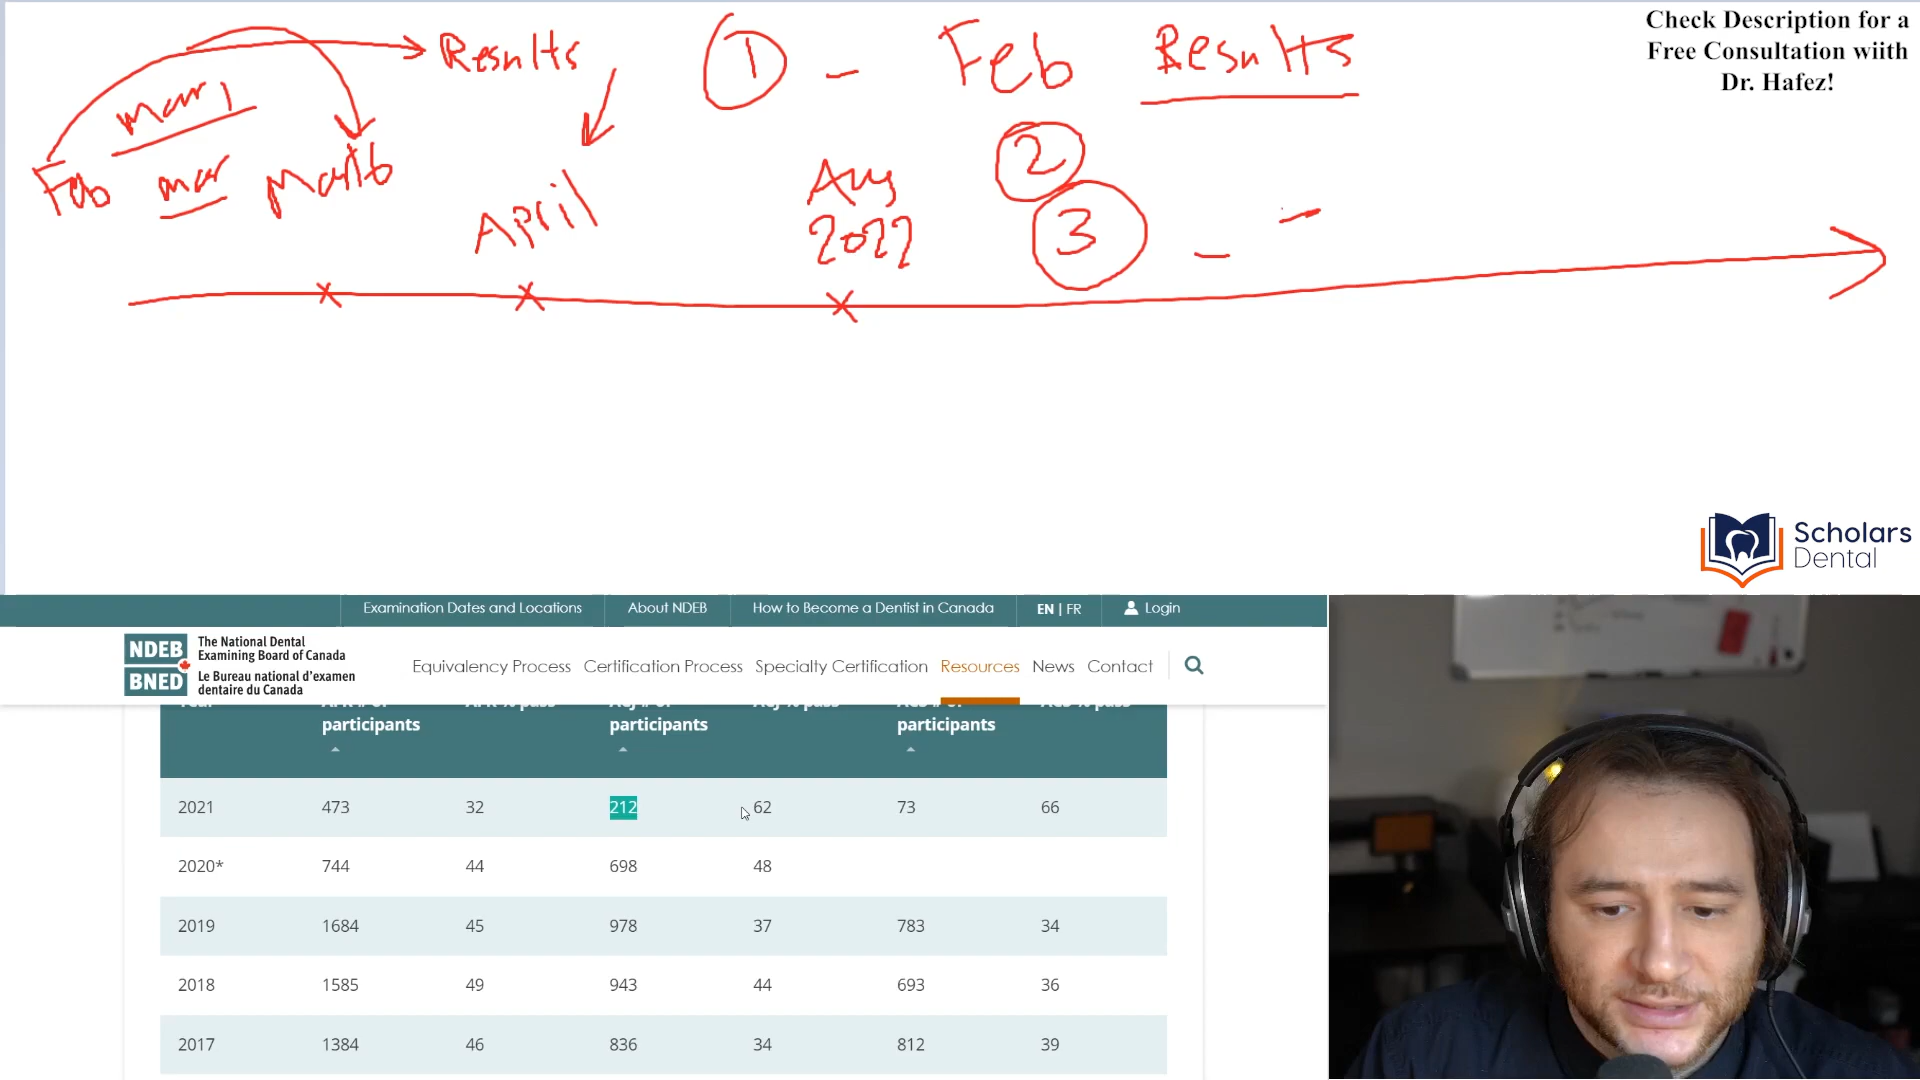 Results
① - Feb Results
Check Description for a
Free Consultation wiith
Dr. Hafez!
Mar 1
Feb Mar Mar16
April
Aug
2022
②
③ -
-
Scholars
Dental
Examination Dates and Locations About NDEB How to Become a Dentist in Canada EN | FR Login
NDEB
BNED
The National Dental
Examining Board of Canada
Le Bureau national d'examen
dentaire du Canada
Equivalency Process Certification Process Specialty Certification Resources News Contact
participants participants participants
2021 473 32 212 62 73 66
2020* 744 44 698 48
2019 1684 45 978 37 783 34
2018 1585 49 943 44 693 36
2017 1384 46 836 34 812 39